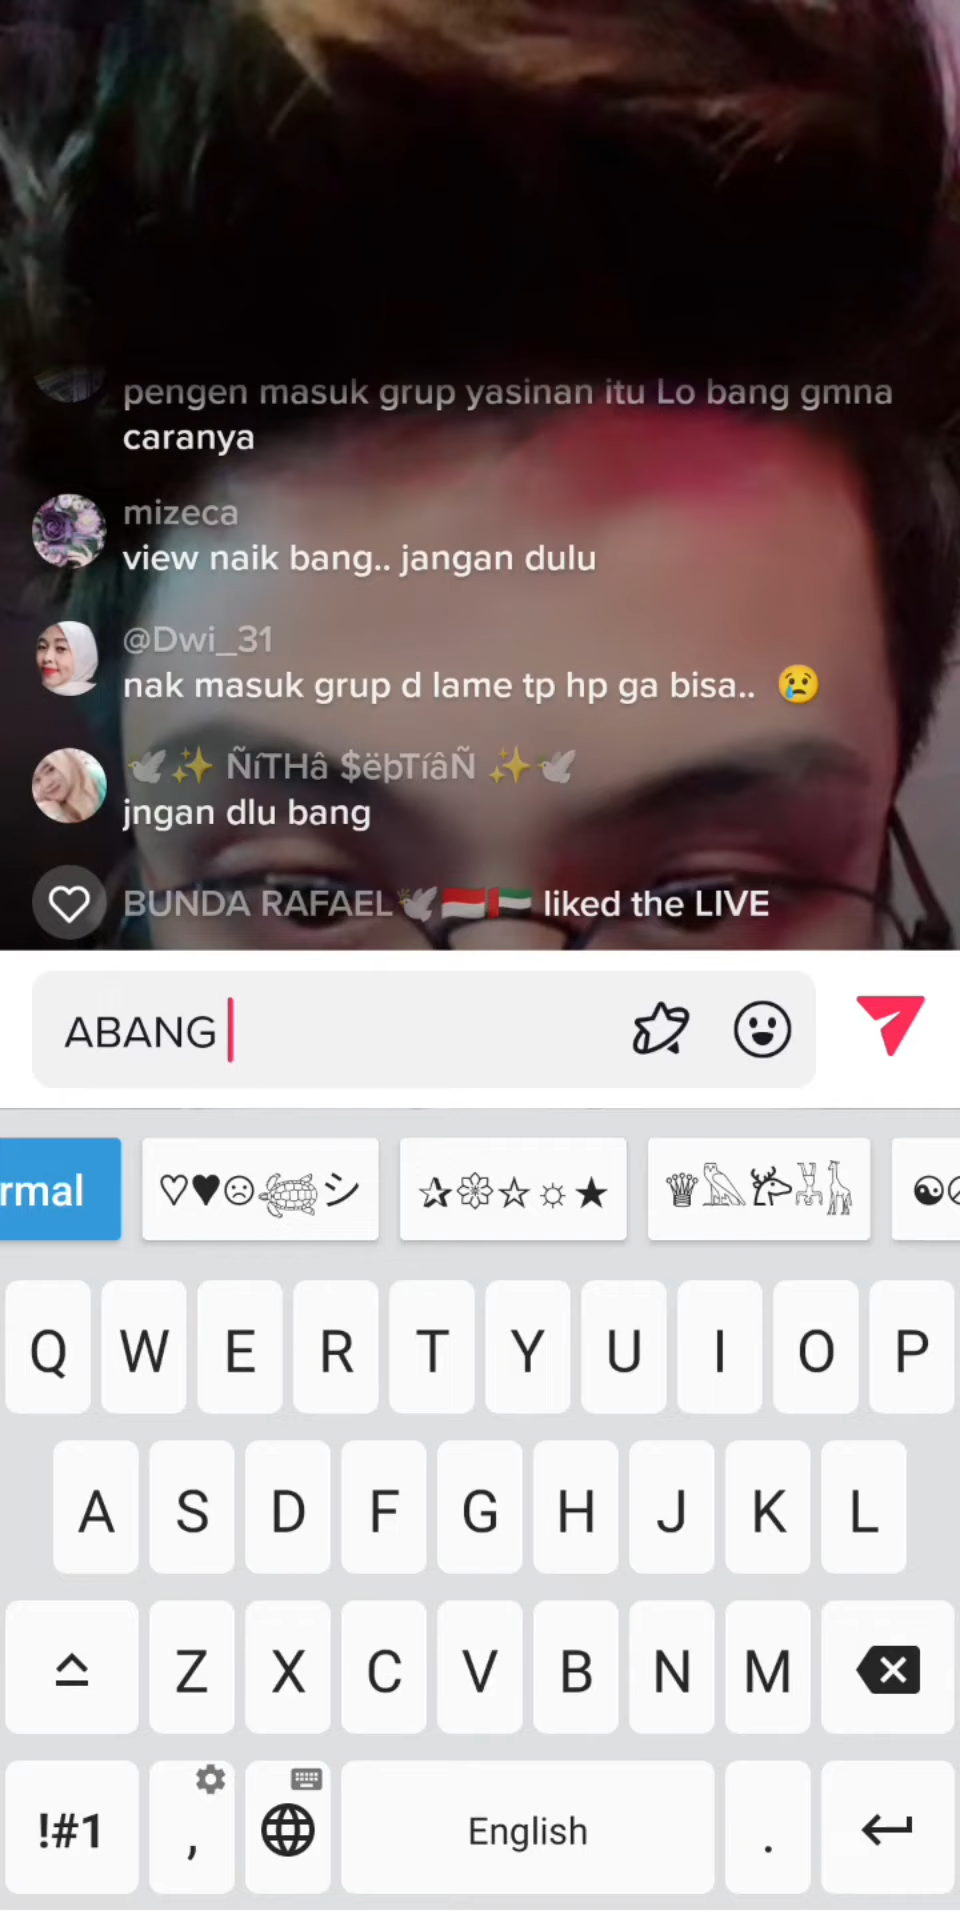 pengen masuk grup yasinan itu Lo bang gmna
caranya
mizeca
view naik bang.. jangan dulu
@Dwi_31
nak masuk grup d lame tp hp ga bisa.. 😢
🕊✨ ÑíTHâ $ëþTíâÑ ✨🕊
jngan dlu bang
BUNDA RAFAEL🕊🇮🇩🇦🇪 liked the LIVE
ABANG
rmal
♡♥☹シ
Q W E R T Y U I O P
A S D F G H J K L
Z X C V B N M
!#1 , English .